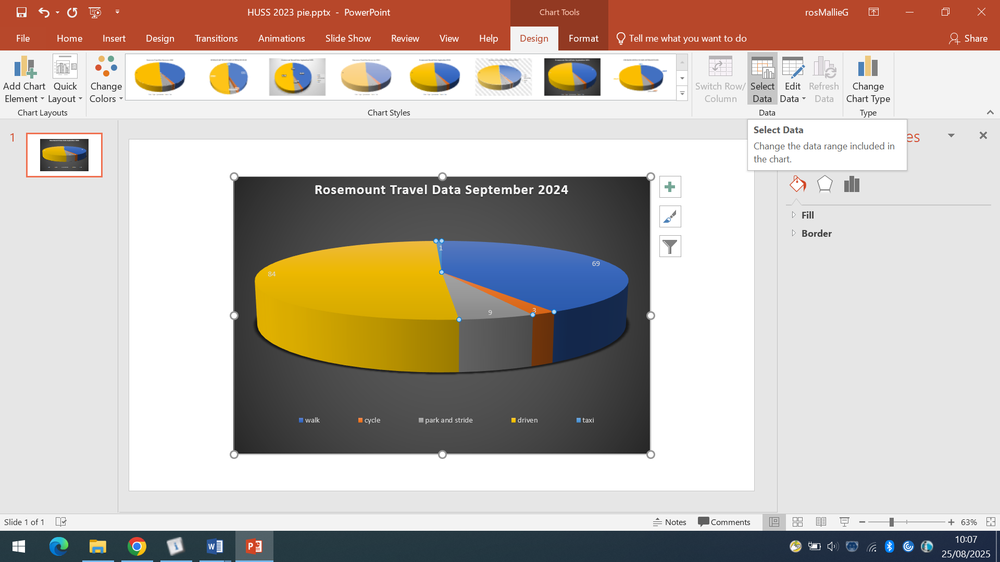 HUSS 2023 pie.pptx - PowerPoint
Chart Tools
rosMallieG
File Home Insert Design Transitions Animations Slide Show Review View Help Design Format Tell me what you want to do Share
Add Chart Element
Quick Layout
Change Colors
Switch Row/ Column
Select Data
Edit Data
Refresh Data
Change Chart Type
Chart Layouts
Chart Styles
Data
Type
Select Data
Change the data range included in
the chart.
es
1
Rosemount Travel Data September 2024
1
69
84
9
3
walk cycle park and stride driven taxi
Fill
Border
Slide 1 of 1
Notes Comments 63%
10:07
25/08/2025